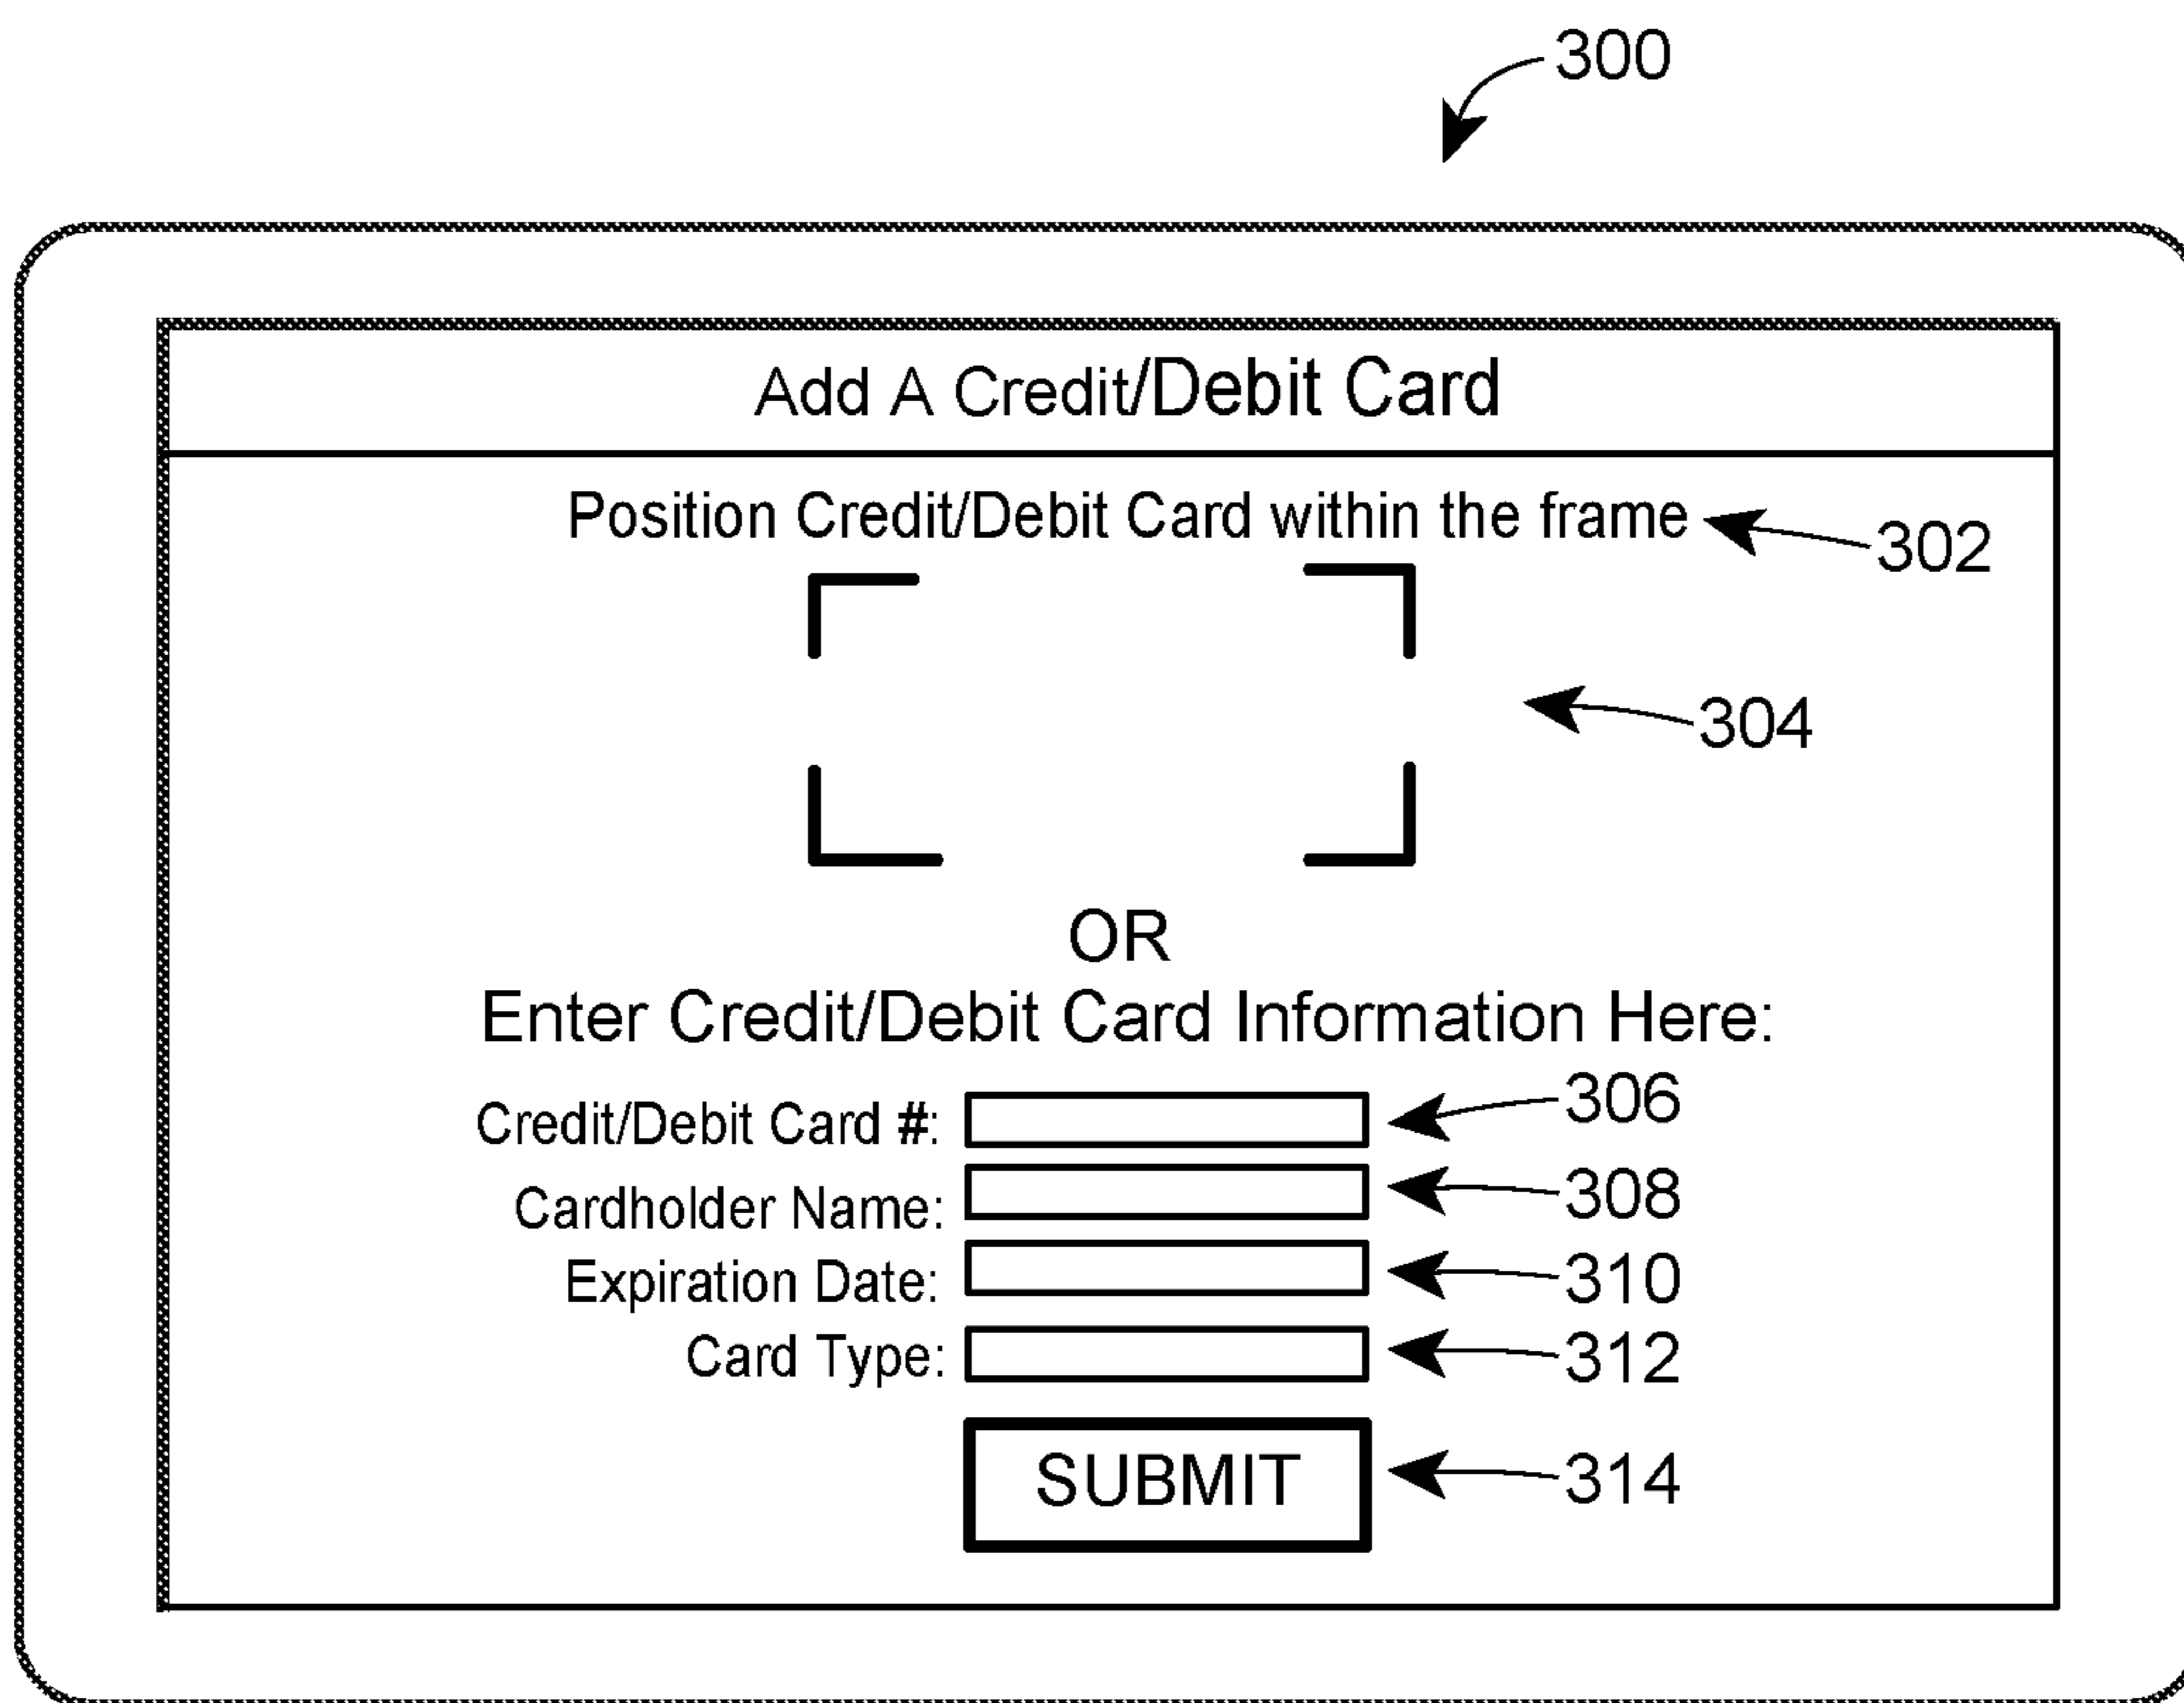 300
Add A Credit/Debit Card
Position Credit/Debit Card within the frame 302
304
OR
Enter Credit/Debit Card Information Here:
Credit/Debit Card #: 306
Cardholder Name: 308
Expiration Date: 310
Card Type: 312
SUBMIT 314